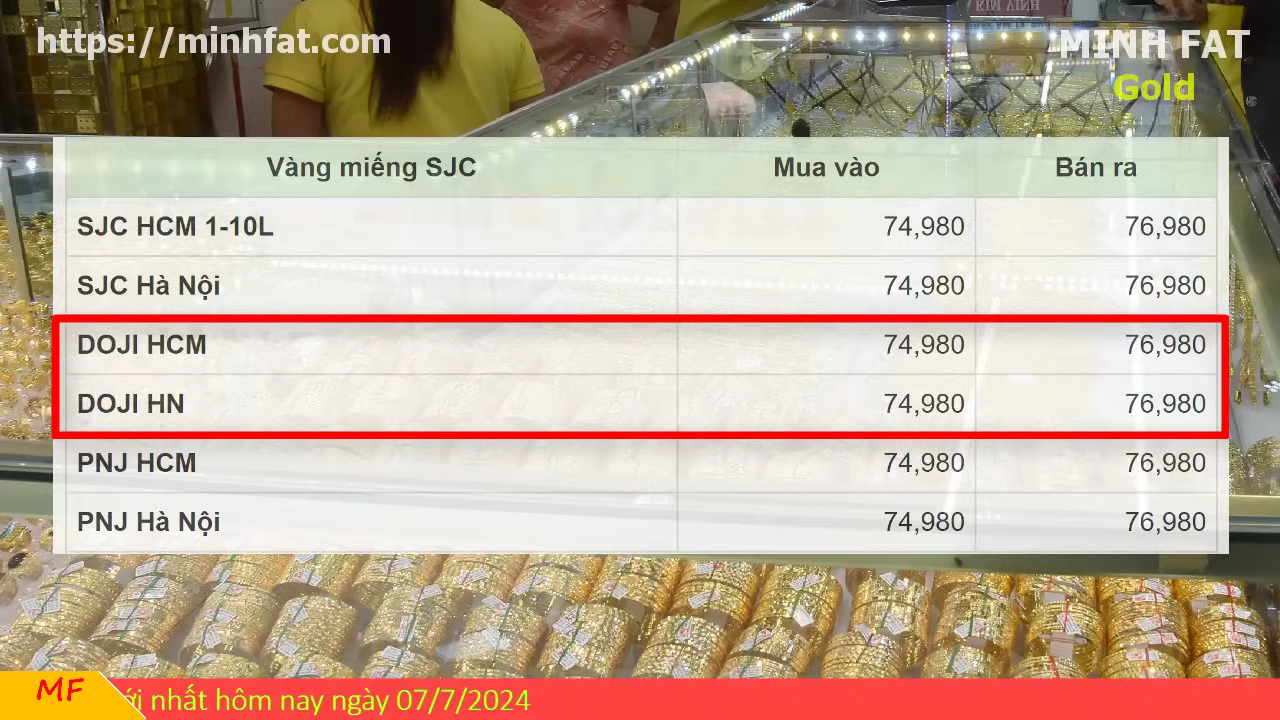 https://minhfat.com
MINH FAT
Gold
Vàng miếng SJC Mua vào Bán ra
SJC HCM 1-10L 74,980 76,980
SJC Hà Nội 74,980 76,980
DOJI HCM 74,980 76,980
DOJI HN 74,980 76,980
PNJ HCM 74,980 76,980
PNJ Hà Nội 74,980 76,980
MF
nhất hôm nay ngày 07/7/2024